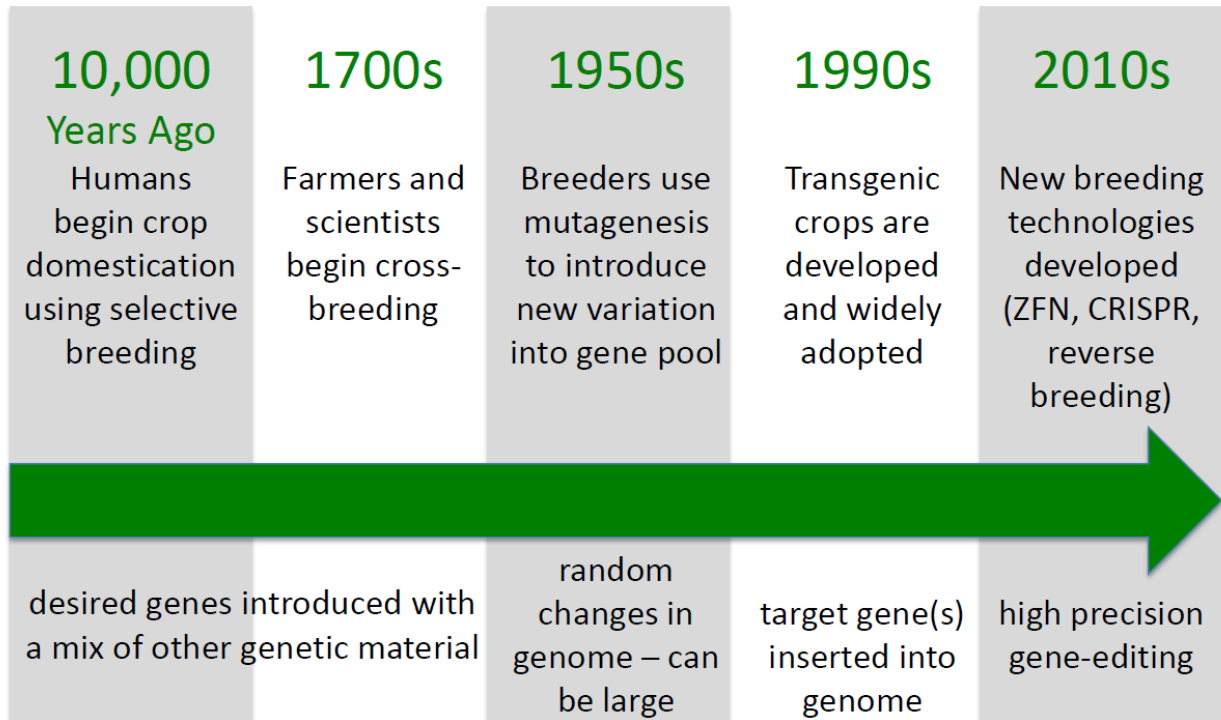 10,000
Years Ago
Humans
begin crop
domestication
using selective
breeding
1700s
Farmers and
scientists
begin cross-
breeding
1950s
Breeders use
mutagenesis
to introduce
new variation
into gene pool
1990s
Transgenic
crops are
developed
and widely
adopted
2010s
New breeding
technologies
developed
(ZFN, CRISPR,
reverse
breeding)
desired genes introduced with
a mix of other genetic material
random
changes in
genome – can
be large
target gene(s)
inserted into
genome
high precision
gene-editing